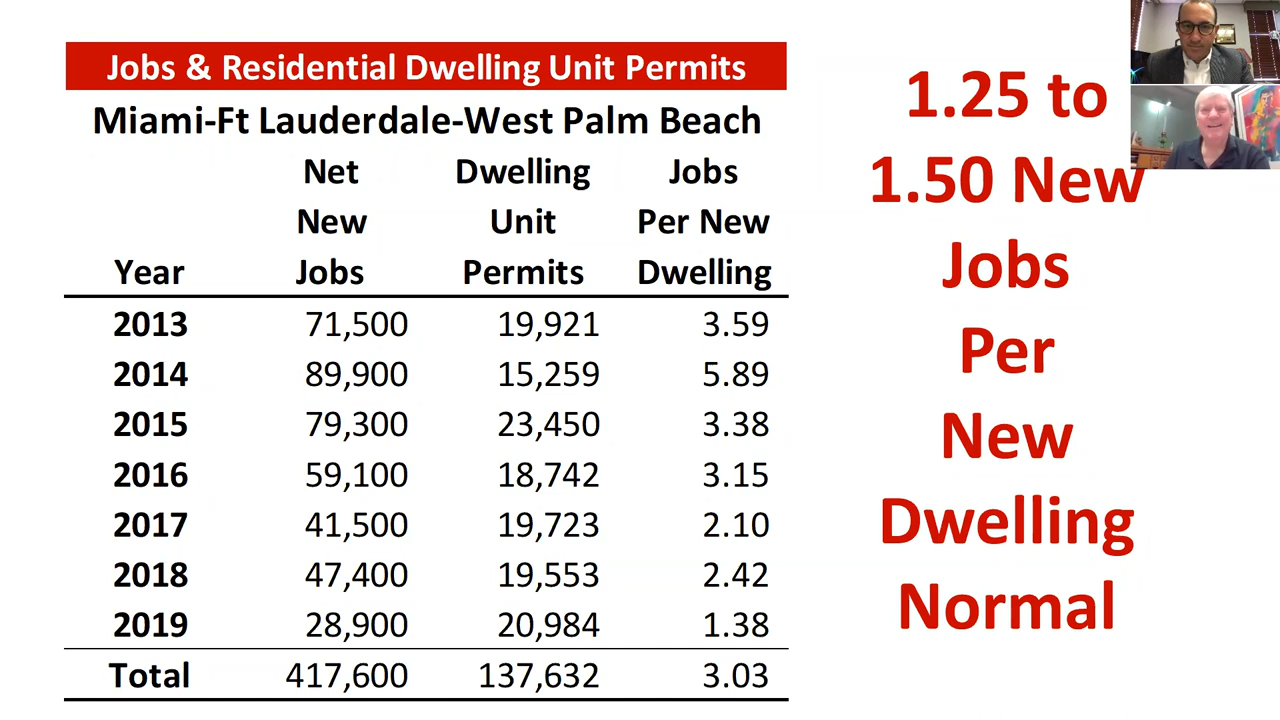 Jobs & Residential Dwelling Unit Permits
Miami-Ft Lauderdale-West Palm Beach
Net Dwelling Jobs
New Unit Per New
Year Jobs Permits Dwelling
2013 71,500 19,921 3.59
2014 89,900 15,259 5.89
2015 79,300 23,450 3.38
2016 59,100 18,742 3.15
2017 41,500 19,723 2.10
2018 47,400 19,553 2.42
2019 28,900 20,984 1.38
Total 417,600 137,632 3.03
1.25 to
1.50 New
Jobs
Per
New
Dwelling
Normal